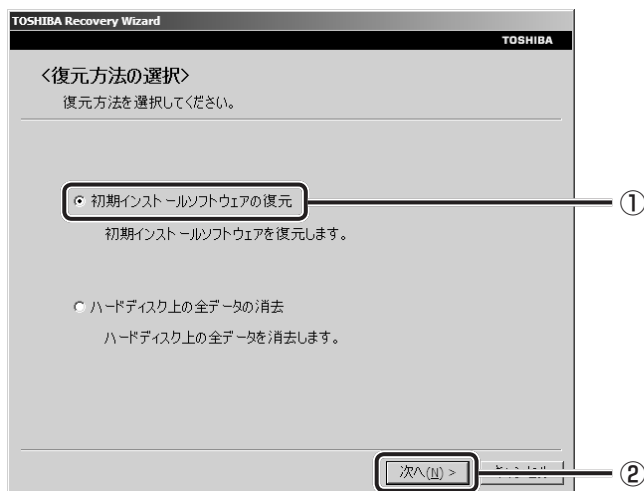 TOSHIBA Recovery Wizard
TOSHIBA
<復元方法の選択>
復元方法を選択してください。
初期インストールソフトウェアの復元
①
初期インストールソフトウェアを復元します。
ハードディスク上の全データの消去
ハードディスク上の全データを消去します。
次へ(N) >
②